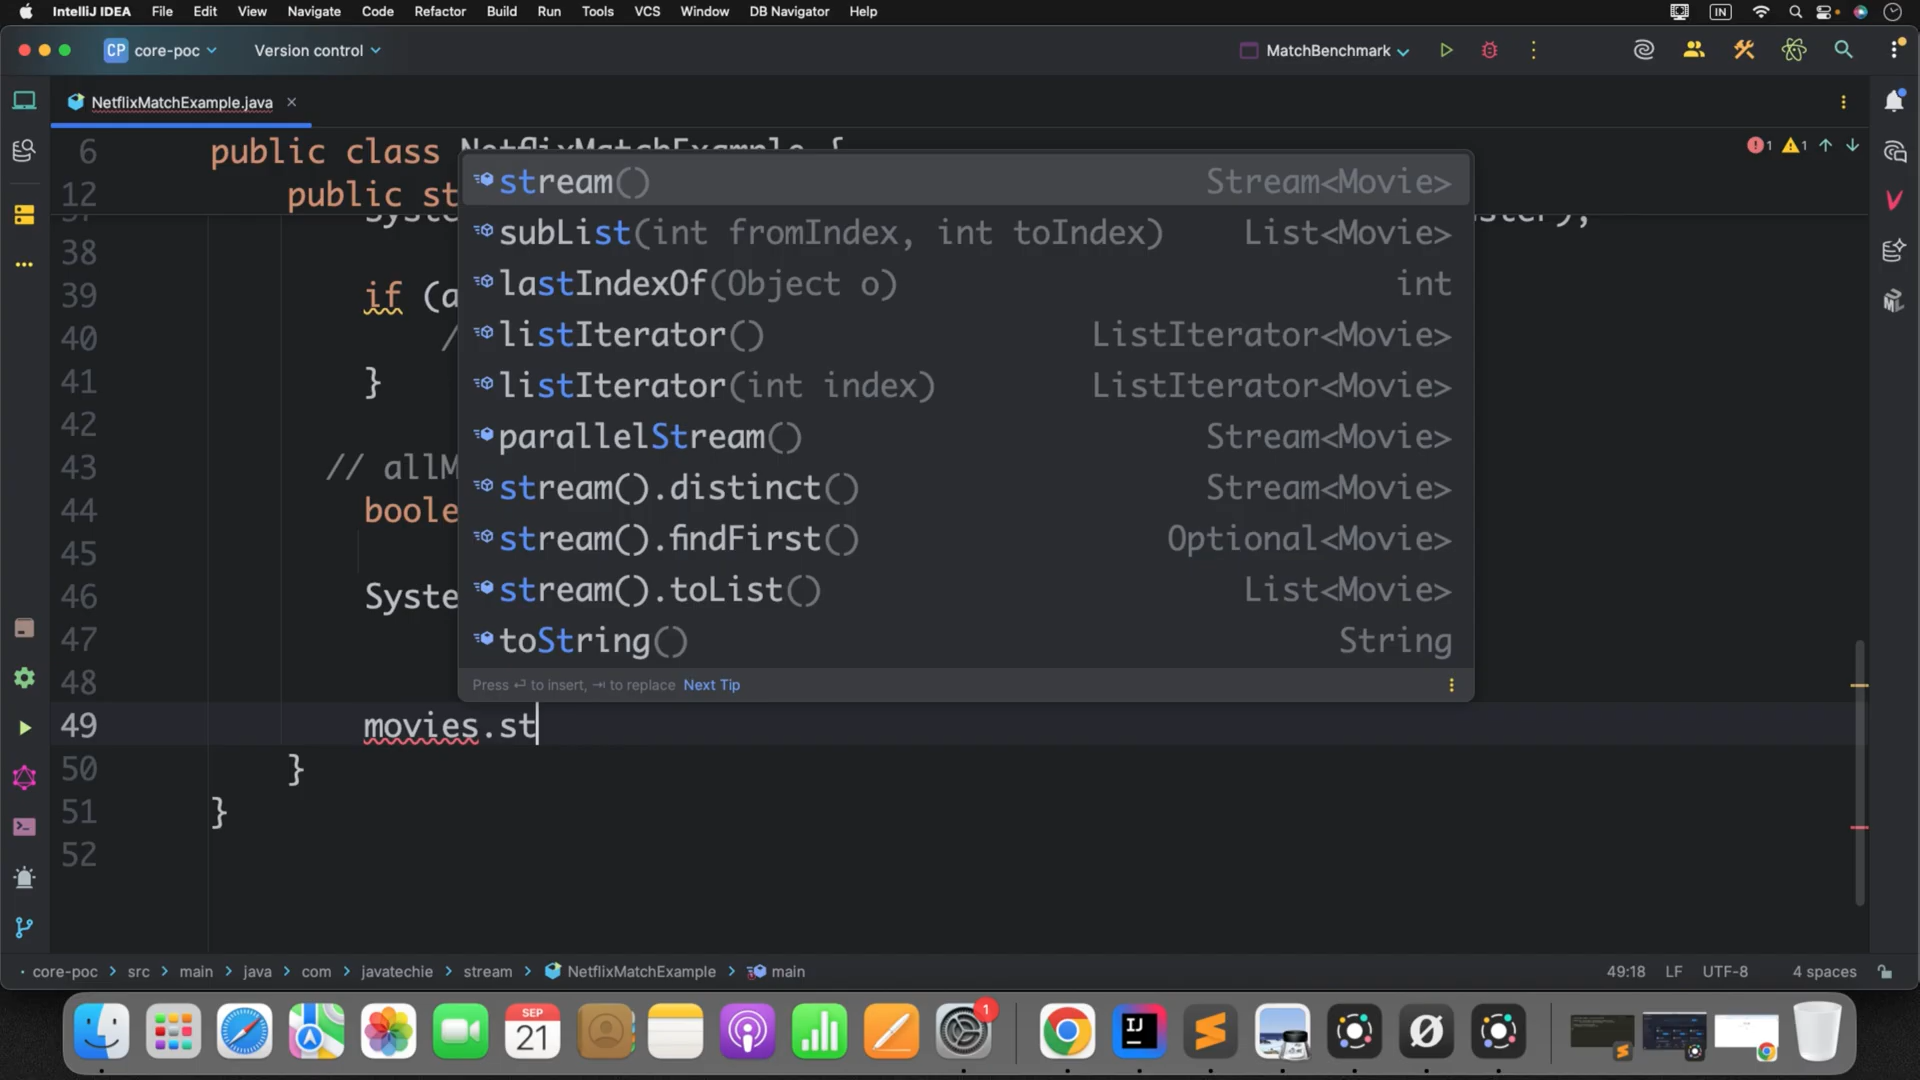 IntelliJ IDEA File Edit View Navigate Code Refactor Build Run Tools VCS Window DB Navigator Help IN
CP core-poc Version control MatchBenchmark
NetflixMatchExample.java
6 public class NetflixMatchExample {
1 1
12 public st
38
39 if (a
40 /
41 }
42
43 // allM
44 boole
45
46 Syste
47
48
49 movies.st
50 }
51 }
52
stream() Stream<Movie>
subList(int fromIndex, int toIndex) List<Movie>
lastIndexOf(Object o) int
listIterator() ListIterator<Movie>
listIterator(int index) ListIterator<Movie>
parallelStream() Stream<Movie>
stream().distinct() Stream<Movie>
stream().findFirst() Optional<Movie>
stream().toList() List<Movie>
toString() String
Press ↩ to insert, ⇥ to replace Next Tip
core-poc > src > main > java > com > javatechie > stream > NetflixMatchExample > main 49:18 LF UTF-8 4 spaces
SEP
21
1
IJ